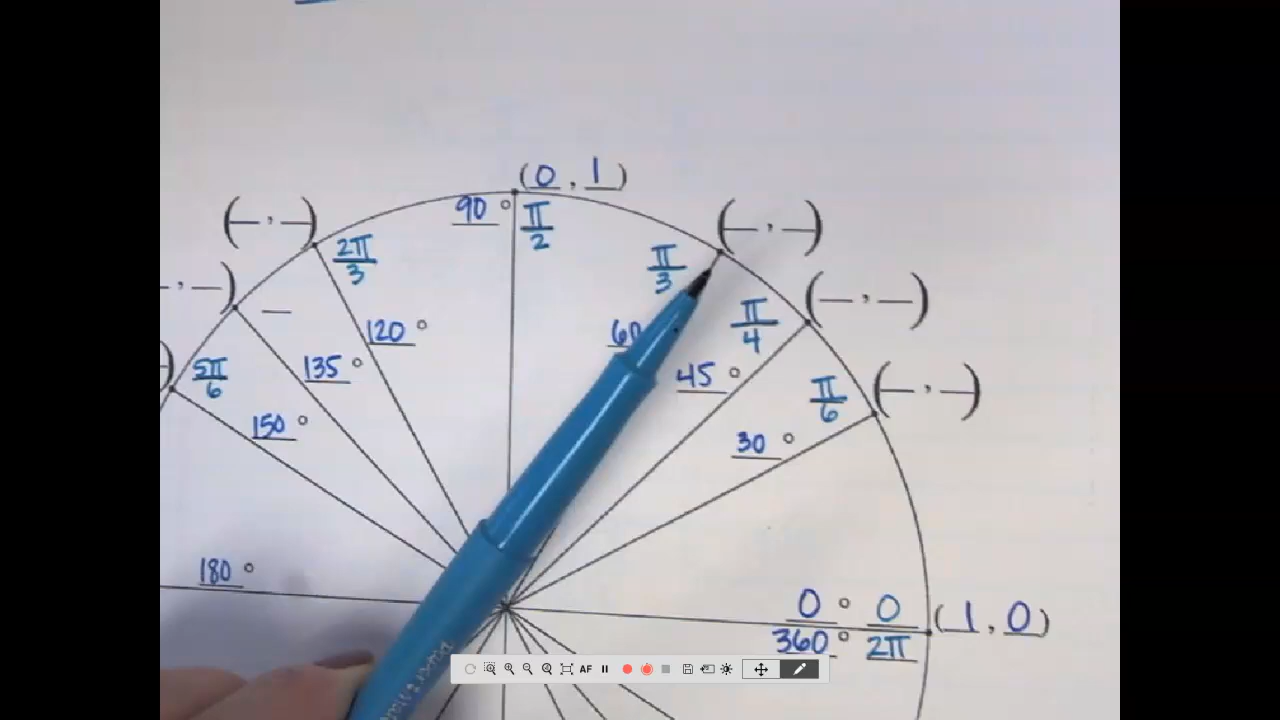 (0, 1)
90° π/2
(—, —)
(—, —)
2π/3
π/3
(—, —)
(—, —)
—
π/4
120°
60
135°
45°
5π/6
π/6
(—, —)
150°
30°
180°
0° 0
(1, 0)
360° 2π
AF